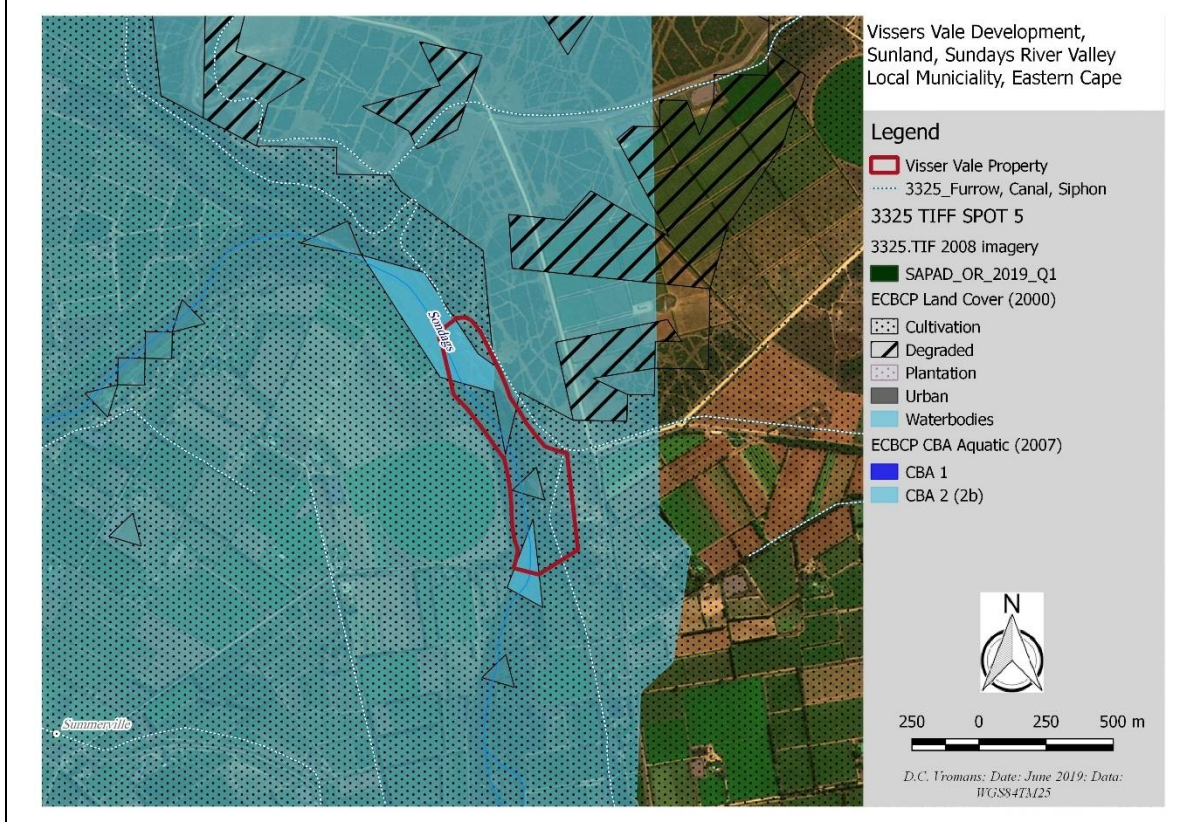 Vissers Vale Development,
Sunland, Sundays River Valley
Local Municiality, Eastern Cape
Legend
Visser Vale Property
3325_Furrow, Canal, Siphon
3325 TIFF SPOT 5
3325.TIF 2008 imagery
SAPAD_OR_2019_Q1
ECBCP Land Cover (2000)
Cultivation
Degraded
Plantation
Urban
Waterbodies
ECBCP CBA Aquatic (2007)
CBA 1
CBA 2 (2b)
Sondags
Summerville
N
250 0 250 500 m
D.C. Vromans: Date: June 2019; Data:
WGS84TM25